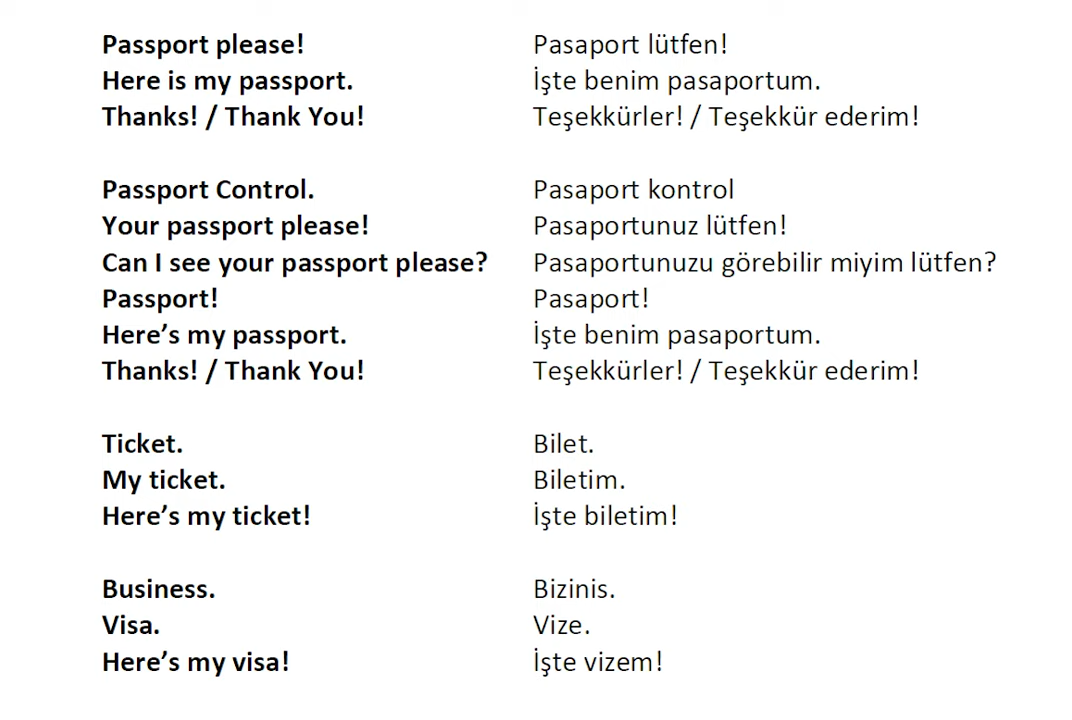 Passport please! Pasaport lütfen!
Here is my passport. İşte benim pasaportum.
Thanks! / Thank You! Teşekkürler! / Teşekkür ederim!
Passport Control. Pasaport kontrol
Your passport please! Pasaportunuz lütfen!
Can I see your passport please? Pasaportunuzu görebilir miyim lütfen?
Passport! Pasaport!
Here’s my passport. İşte benim pasaportum.
Thanks! / Thank You! Teşekkürler! / Teşekkür ederim!
Ticket. Bilet.
My ticket. Biletim.
Here’s my ticket! İşte biletim!
Business. Bizinis.
Visa. Vize.
Here’s my visa! İşte vizem!